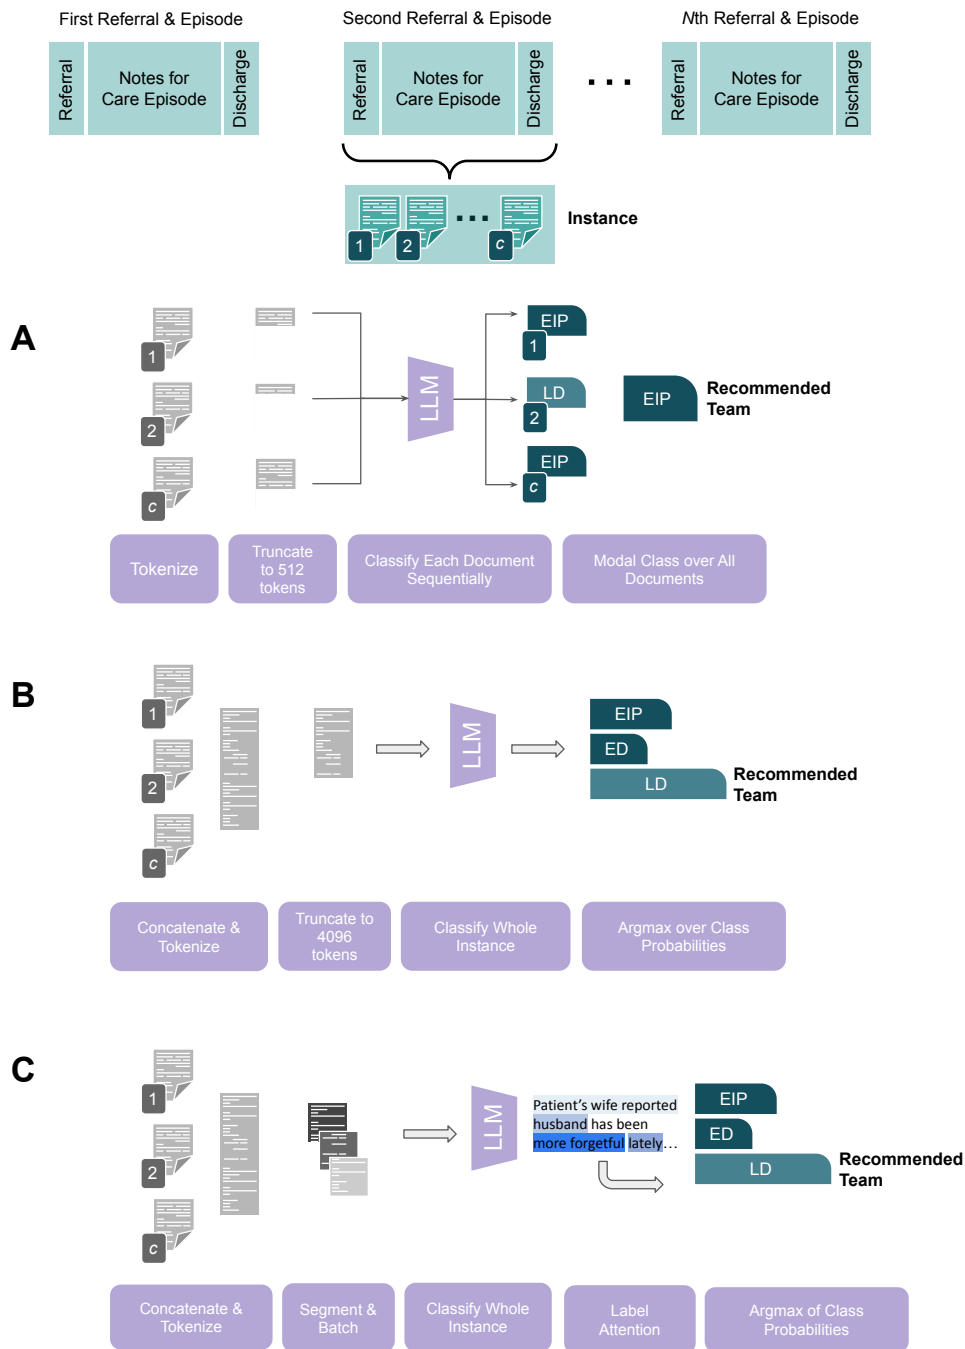 First Referral & Episode
Second Referral & Episode
Nth Referral & Episode
Referral
Notes for
Care Episode
Discharge
Referral
Notes for
Care Episode
Discharge
...
Referral
Notes for
Care Episode
Discharge
1
2
...
c
Instance
A
1
2
c
LLM
EIP
1
LD
2
EIP
c
EIP
Recommended
Team
Tokenize
Truncate
to 512
tokens
Classify Each Document
Sequentially
Modal Class over All
Documents
B
1
2
c
LLM
EIP
ED
LD
Recommended
Team
Concatenate &
Tokenize
Truncate to
4096
tokens
Classify Whole
Instance
Argmax over Class
Probabilities
C
1
2
c
LLM
Patient's wife reported
husband has been
more forgetful lately...
EIP
ED
LD
Recommended
Team
Concatenate &
Tokenize
Segment &
Batch
Classify Whole
Instance
Label
Attention
Argmax of Class
Probabilities